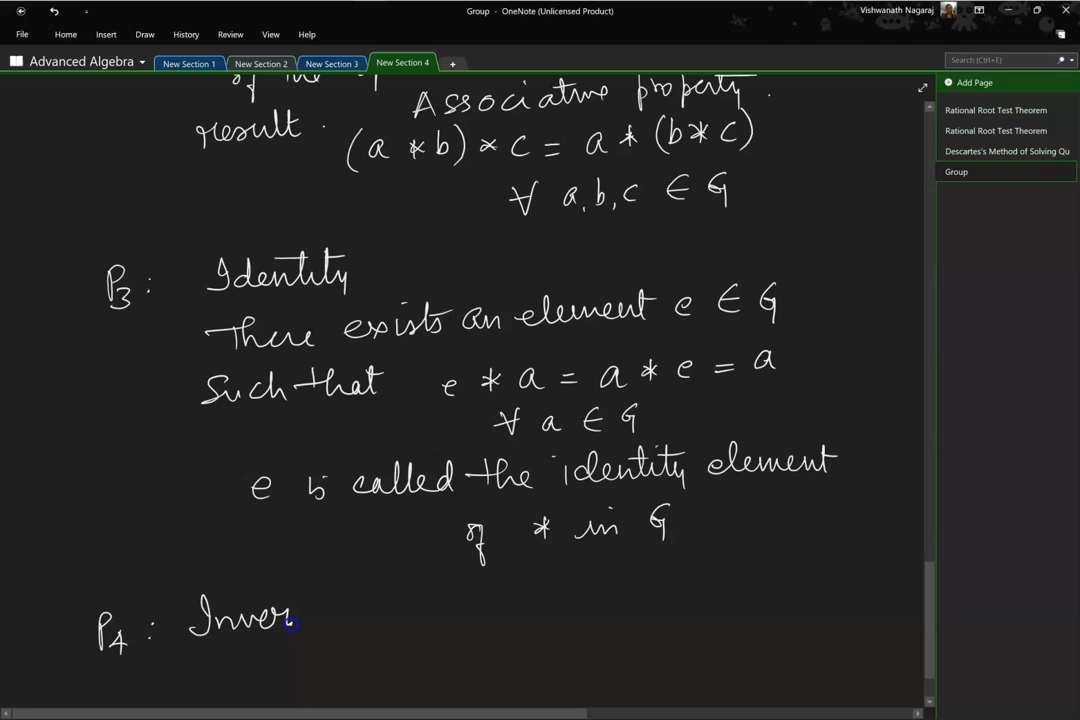 Group - OneNote (Unlicensed Product)
Vishwanath Nagaraj
File Home Insert Draw History Review View Help
Advanced Algebra
New Section 1
New Section 2
New Section 3
New Section 4
Search (Ctrl+E)
Add Page
Rational Root Test Theorem
Rational Root Test Theorem
Descartes's Method of Solving Qu
Group
of the
Associative property.
result.
(a * b) * c = a * (b * c)
∀ a, b, c ∈ G
P3 : Identity
There exists an element e ∈ G
Such that e * a = a * e = a
∀ a ∈ G
e is called the identity element
of * in G
P4 : Inver